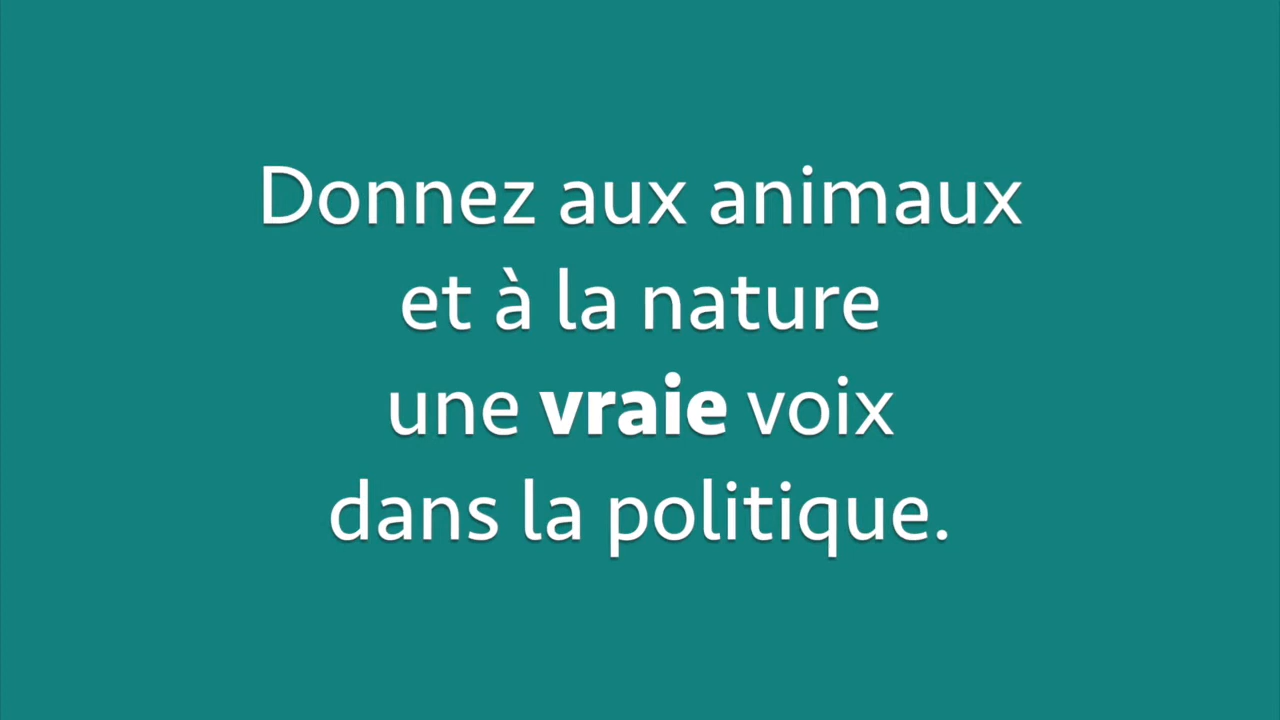 Donnez aux animaux
et à la nature
une vraie voix
dans la politique.